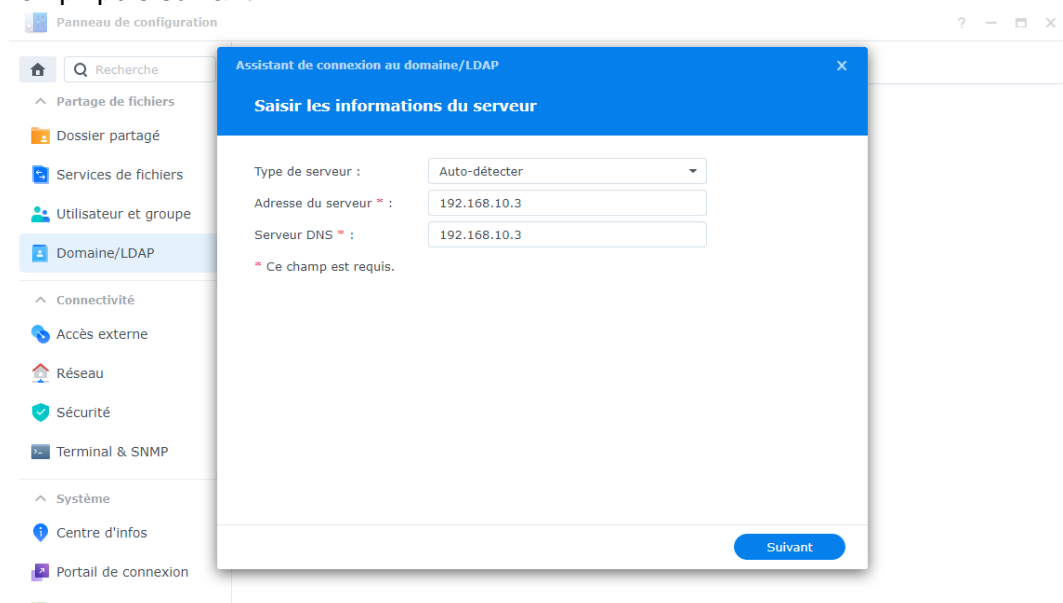 Panneau de configuration
Recherche
Partage de fichiers
Dossier partagé
Services de fichiers
Utilisateur et groupe
Domaine/LDAP
Connectivité
Accès externe
Réseau
Sécurité
Terminal & SNMP
Système
Centre d'infos
Portail de connexion
Assistant de connexion au domaine/LDAP
Saisir les informations du serveur
Type de serveur : Auto-détecter
Adresse du serveur * : 192.168.10.3
Serveur DNS * : 192.168.10.3
* Ce champ est requis.
Suivant